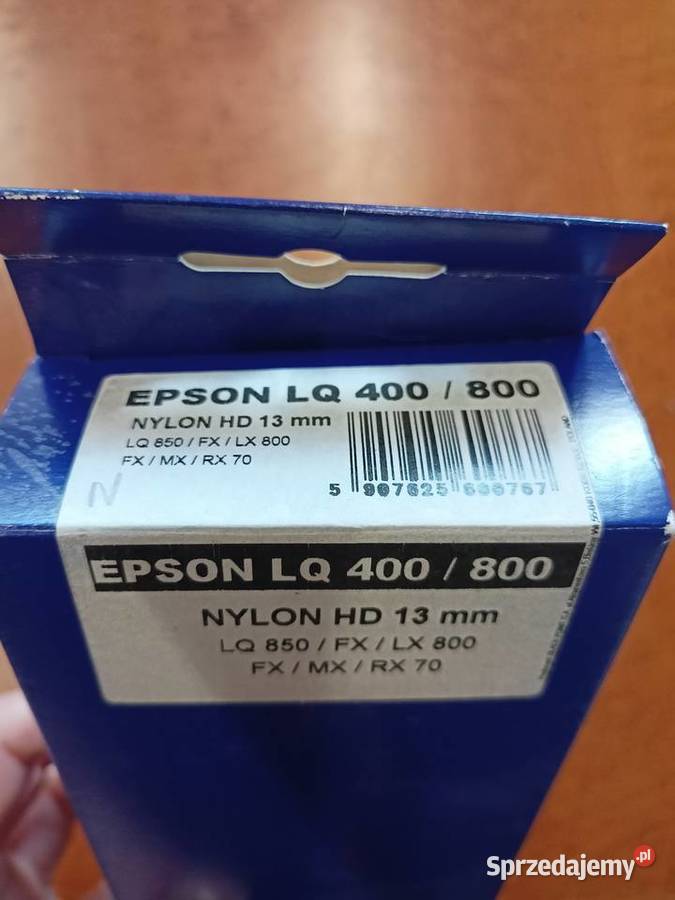 EPSON LQ 400 / 800
NYLON HD 13 mm
LQ 850 / FX / LX 800
FX / MX / RX 70
N
EPSON LQ 400 / 800
NYLON HD 13 mm
LQ 850 / FX / LX 800
FX / MX / RX 70
Sprzedajemy.pl